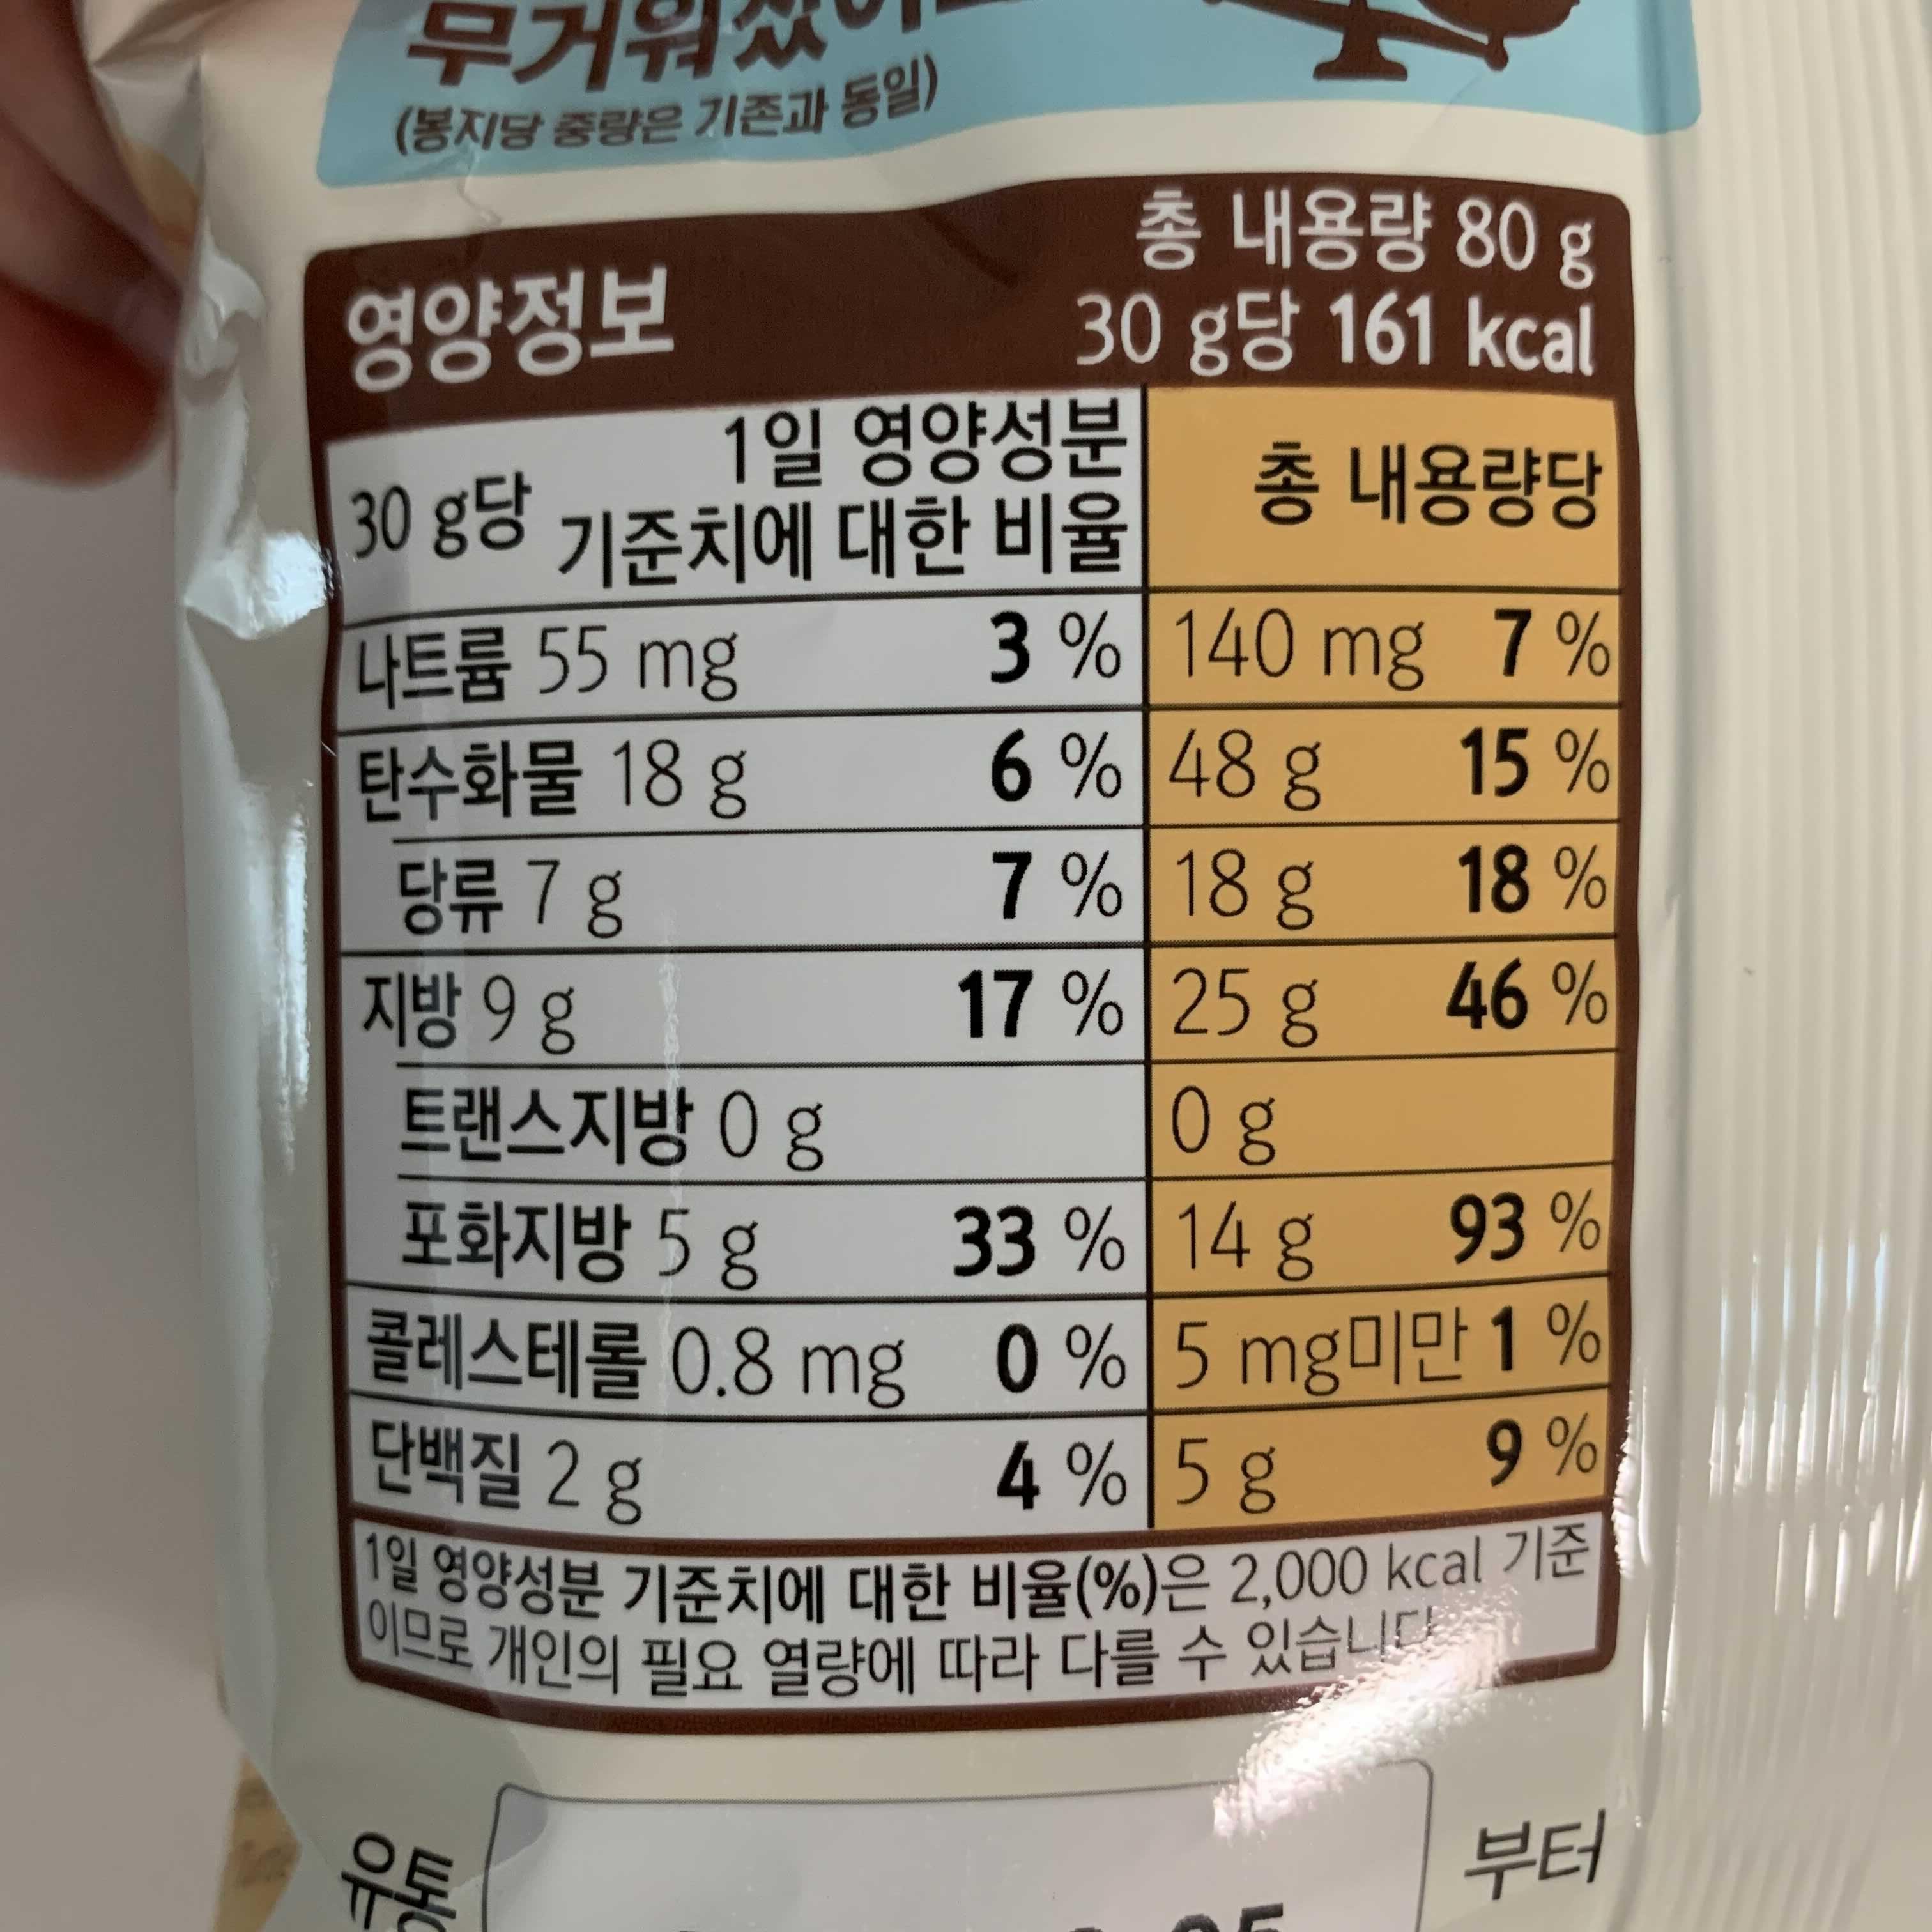 (봉지당 중량은 기존과 동일)
총 내용량 80 g
영양정보
30 g당 161 kcal
30 g당
1일 영양성분
기준치에 대한 비율
총 내용량당
나트륨 55 mg 3 % 140 mg 7 %
탄수화물 18 g 6 % 48 g 15 %
당류 7 g 7 % 18 g 18 %
지방 9 g 17 % 25 g 46 %
트랜스지방 0 g 0 g
포화지방 5 g 33 % 14 g 93 %
콜레스테롤 0.8 mg 0 % 5 mg미만 1 %
단백질 2 g 4 % 5 g 9 %
1일 영양성분 기준치에 대한 비율(%)은 2,000 kcal 기준
이므로 개인의 필요 열량에 따라 다를 수 있습니다
유통
부터